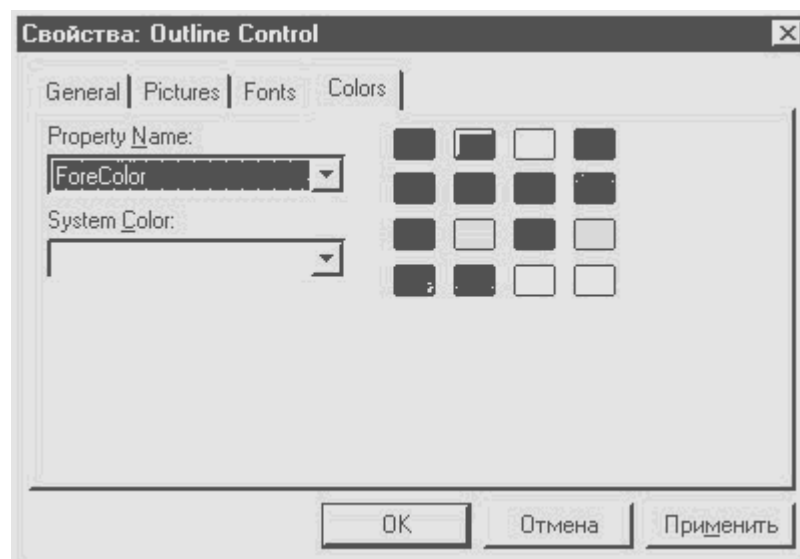 Свойства: Outline Control
General Pictures Fonts Colors
Property Name:
ForeColor
System Color:
OK Отмена Применить